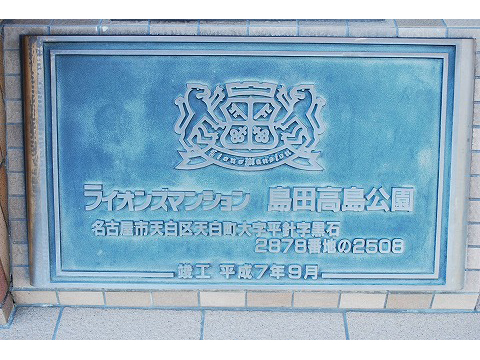 Lions Mansion
ライオンズマンション 島田高島公園
名古屋市天白区天白町大字平針字黒石
2878番地の2508
竣工 平成7年9月